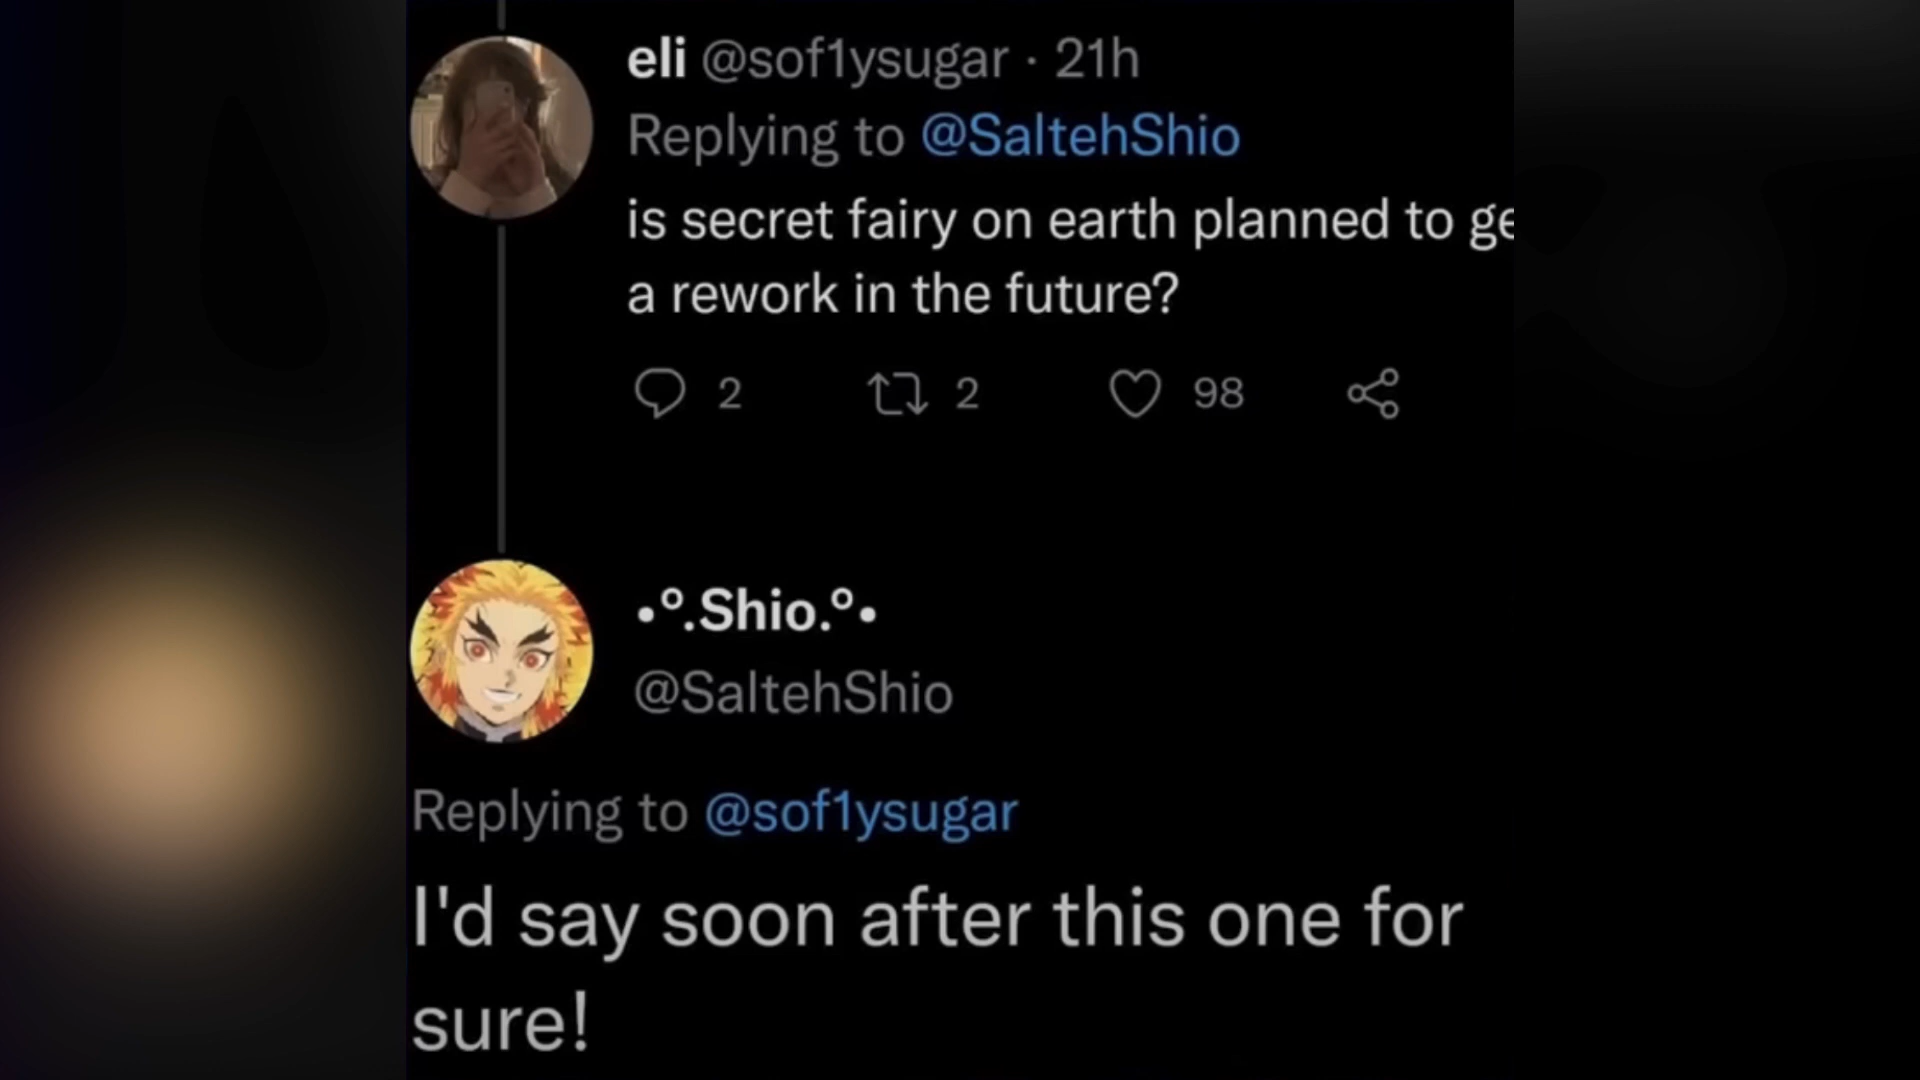 eli @sof1ysugar · 21h
Replying to @SaltehShio
is secret fairy on earth planned to ge
a rework in the future?
2 2 98
•°.Shio.°•
@SaltehShio
Replying to @sof1ysugar
I'd say soon after this one for
sure!